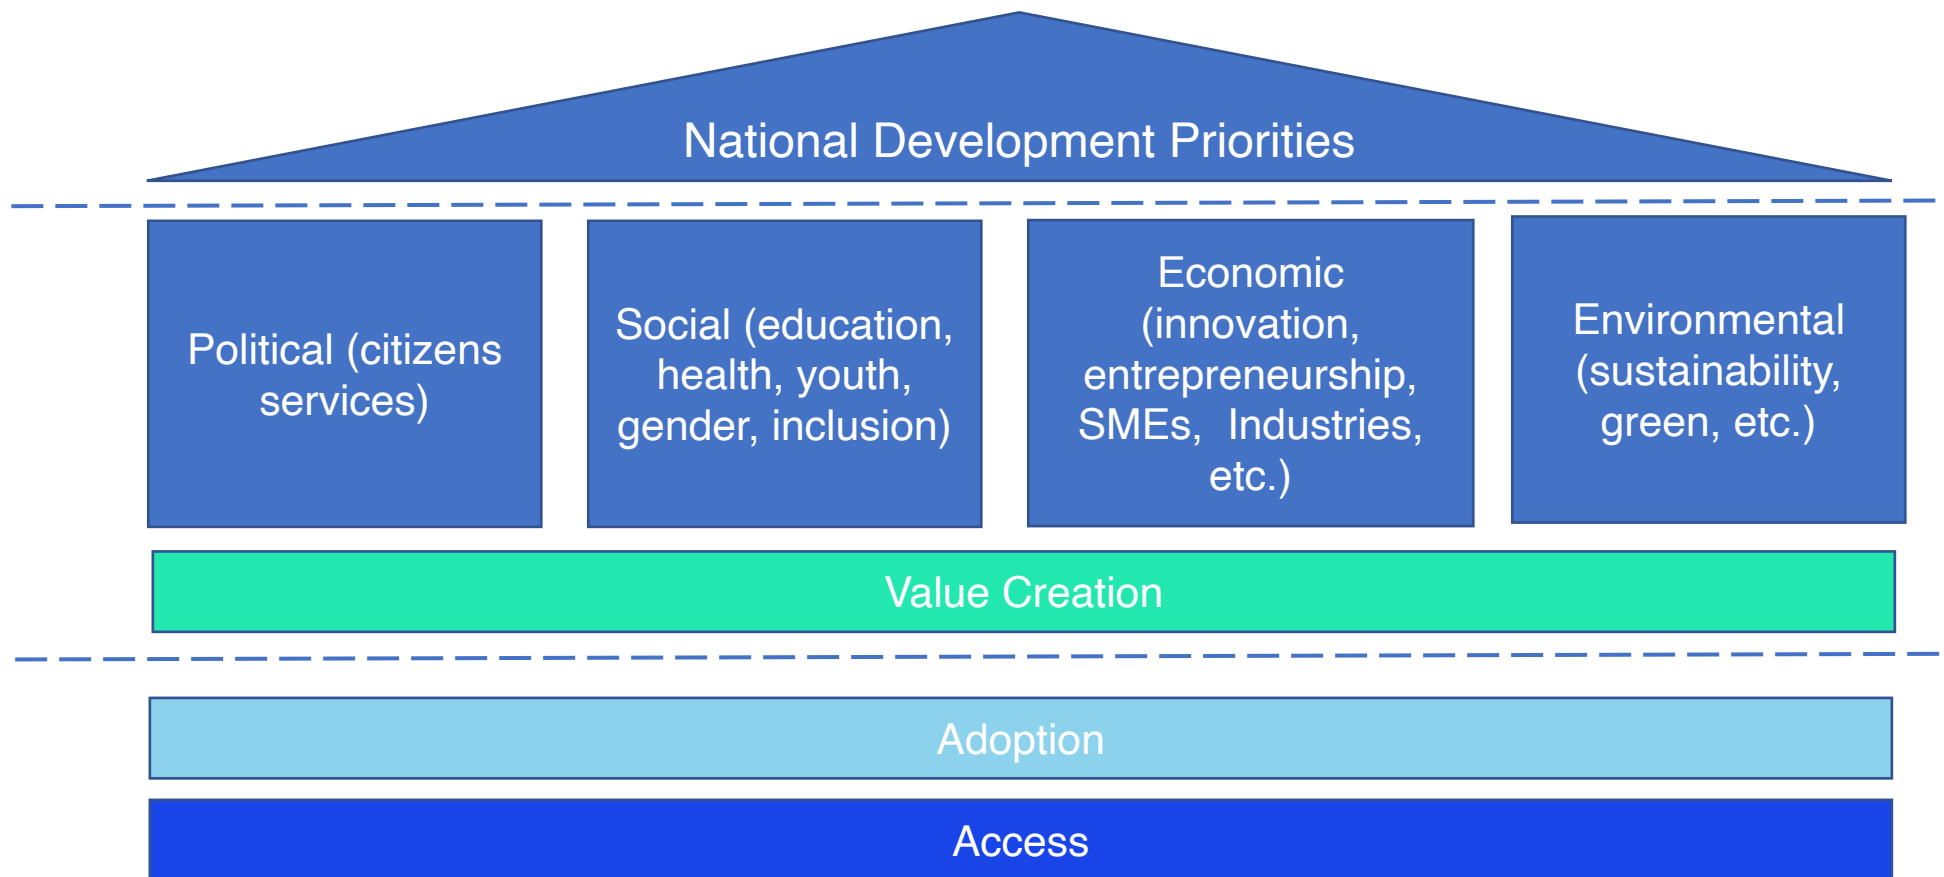 National Development Priorities
Political (citizens
services)
Social (education,
health, youth,
gender, inclusion)
Economic
(innovation,
entrepreneurship,
SMEs,  Industries,
etc.)
Environmental
(sustainability,
green, etc.)
Value Creation
Adoption
Access